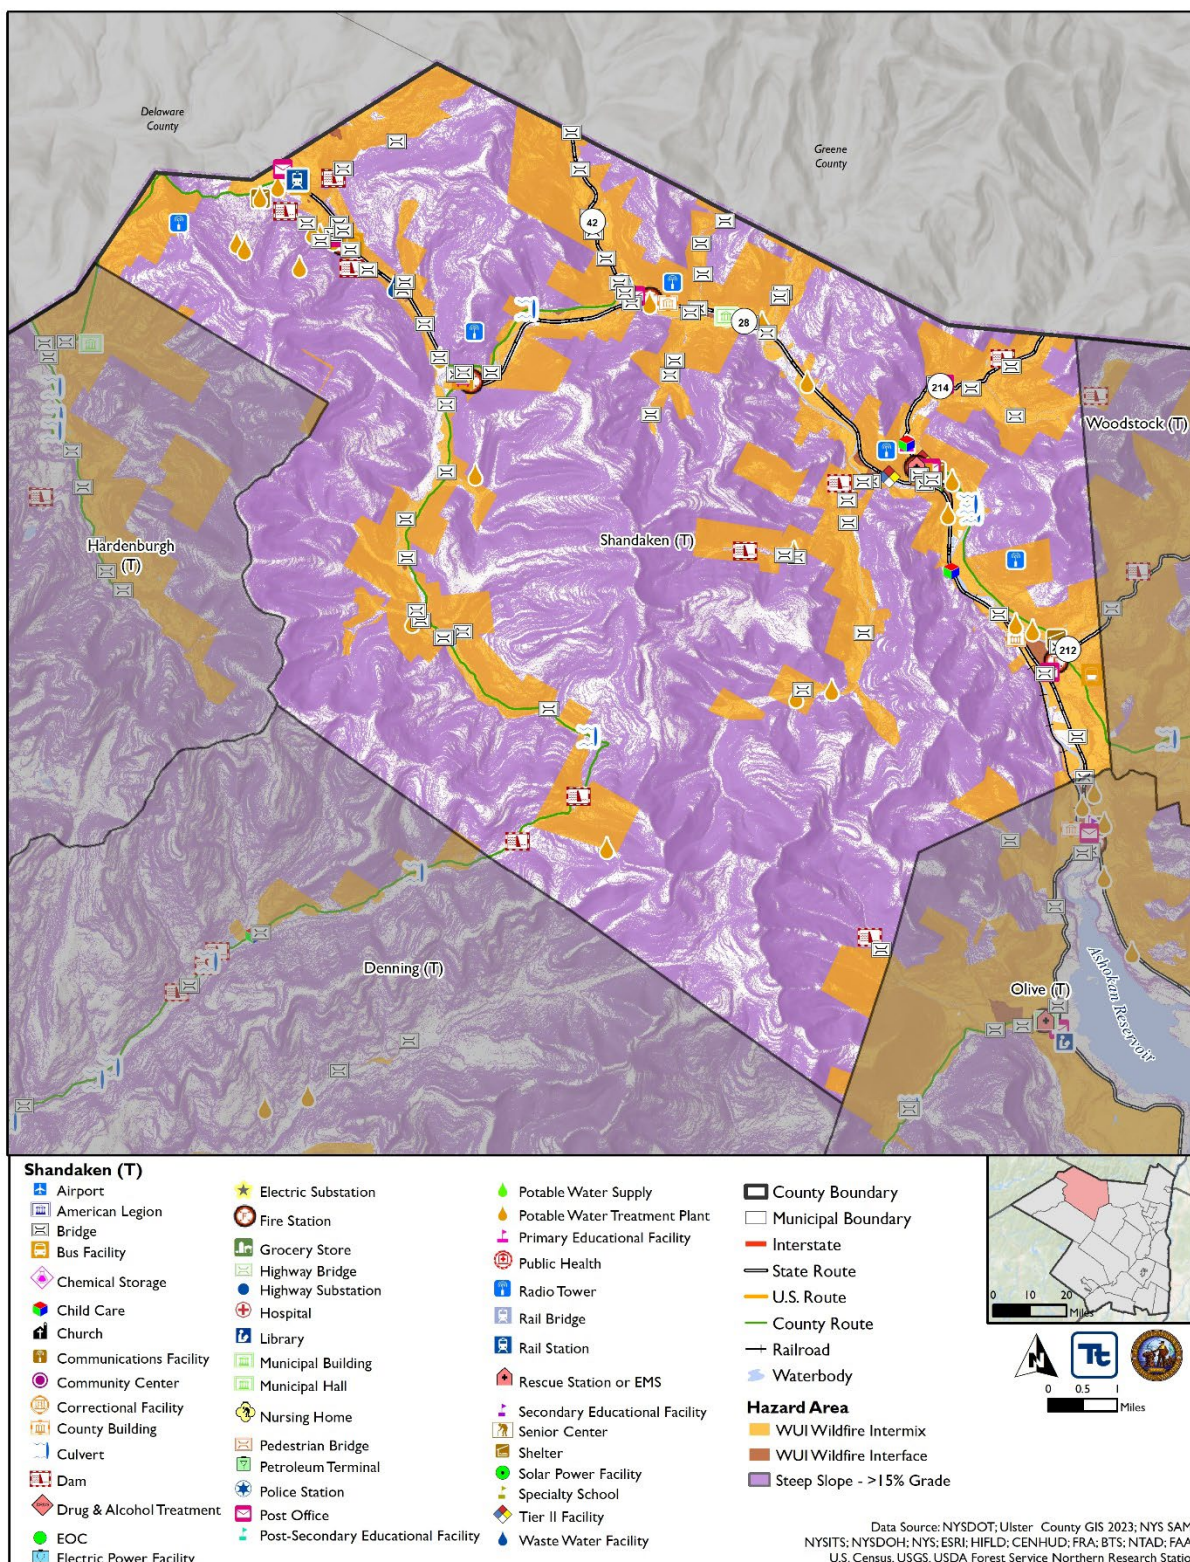 Delaware
County
Greene
County
42
28
214
Woodstock (T)
Hardenburgh
(T)
Shandaken (T)
212
Denning (T)
Olive (T)
Ashokan Reservoir
Shandaken (T)
Airport
American Legion
Bridge
Bus Facility
Chemical Storage
Child Care
Church
Communications Facility
Community Center
Correctional Facility
County Building
Culvert
Dam
Drug & Alcohol Treatment
EOC
Electric Power Facility
Electric Substation
Fire Station
Grocery Store
Highway Bridge
Highway Substation
Hospital
Library
Municipal Building
Municipal Hall
Nursing Home
Pedestrian Bridge
Petroleum Terminal
Police Station
Post Office
Post-Secondary Educational Facility
Potable Water Supply
Potable Water Treatment Plant
Primary Educational Facility
Public Health
Radio Tower
Rail Bridge
Rail Station
Rescue Station or EMS
Secondary Educational Facility
Senior Center
Shelter
Solar Power Facility
Specialty School
Tier II Facility
Waste Water Facility
County Boundary
Municipal Boundary
Interstate
State Route
U.S. Route
County Route
Railroad
Waterbody
Hazard Area
WUI Wildfire Intermix
WUI Wildfire Interface
Steep Slope - >15% Grade
0 10 20
Miles
N
Tt
0 0.5 1
Miles
Data Source: NYSDOT; Ulster County GIS 2023; NYS SAM
NYSITS; NYSDOH; NYS; ESRI; HIFLD; CENHUD; FRA; BTS; NTAD; FAA
U.S. Census, USGS, USDA Forest Service Northern Research Stati